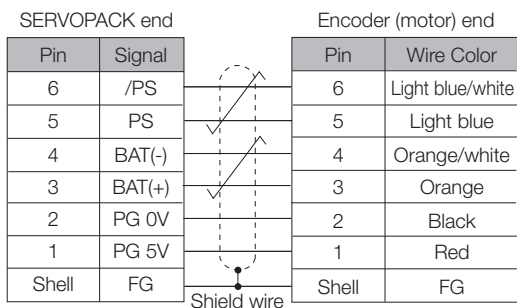 SERVOPACK end Encoder (motor) end
Pin Signal Pin Wire Color
6 /PS 6 Light blue/white
5 PS 5 Light blue
4 BAT(-) 4 Orange/white
3 BAT(+) 3 Orange
2 PG 0V 2 Black
1 PG 5V 1 Red
Shell FG Shell FG
Shield wire